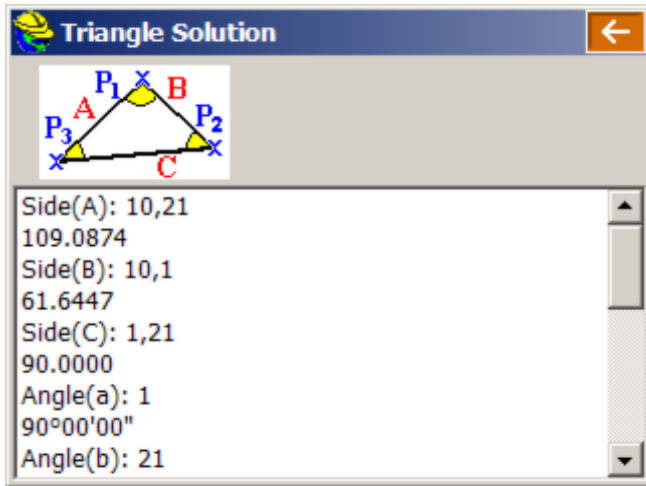 Triangle Solution
P1
A
B
P3
P2
C
Side(A): 10,21
109.0874
Side(B): 10,1
61.6447
Side(C): 1,21
90.0000
Angle(a): 1
90°00'00"
Angle(b): 21